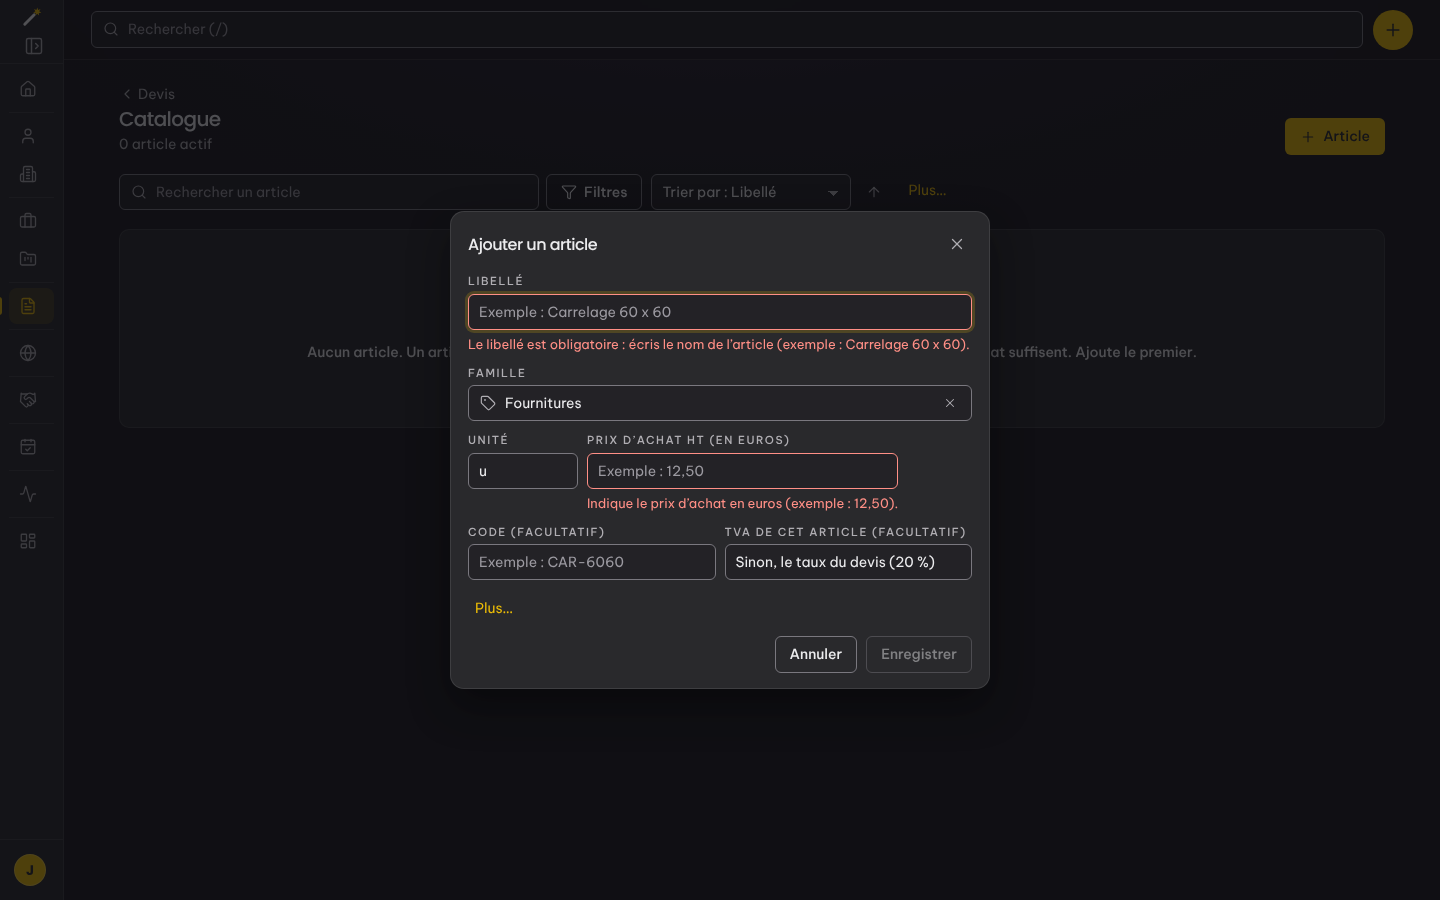 Rechercher (/)
Devis
Catalogue
0 article actif
Article
Rechercher un article
Filtres
Trier par : Libellé
Plus…
Ajouter un article
LIBELLÉ
Exemple : Carrelage 60 x 60
Le libellé est obligatoire : écris le nom de l’article (exemple : Carrelage 60 x 60).
Aucun article. Un
suffisent. Ajoute le premier.
FAMILLE
Fournitures
UNITÉ
PRIX D’ACHAT HT (EN EUROS)
u
Exemple : 12,50
Indique le prix d’achat en euros (exemple : 12,50).
CODE (FACULTATIF)
TVA DE CET ARTICLE (FACULTATIF)
Exemple : CAR-6060
Sinon, le taux du devis (20 %)
Plus…
Annuler
Enregistrer
J